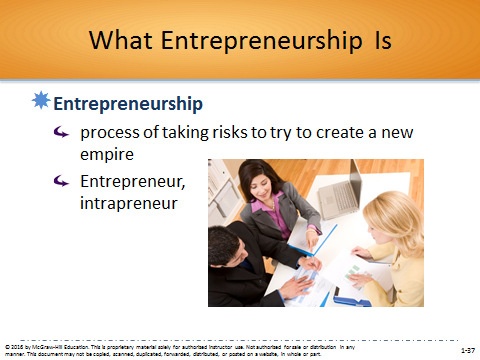 What Entrepreneurship Is
Entrepreneurship
process of taking risks to try to create a new
empire
Entrepreneur,
intrapreneur
© 2016 by McGraw-Hill Education. This is proprietary material solely for authorized instructor use. Not authorized for sale or distribution in any
manner. This document may not be copied, scanned, duplicated, forwarded, distributed, or posted on a website, in whole or part.
1-37